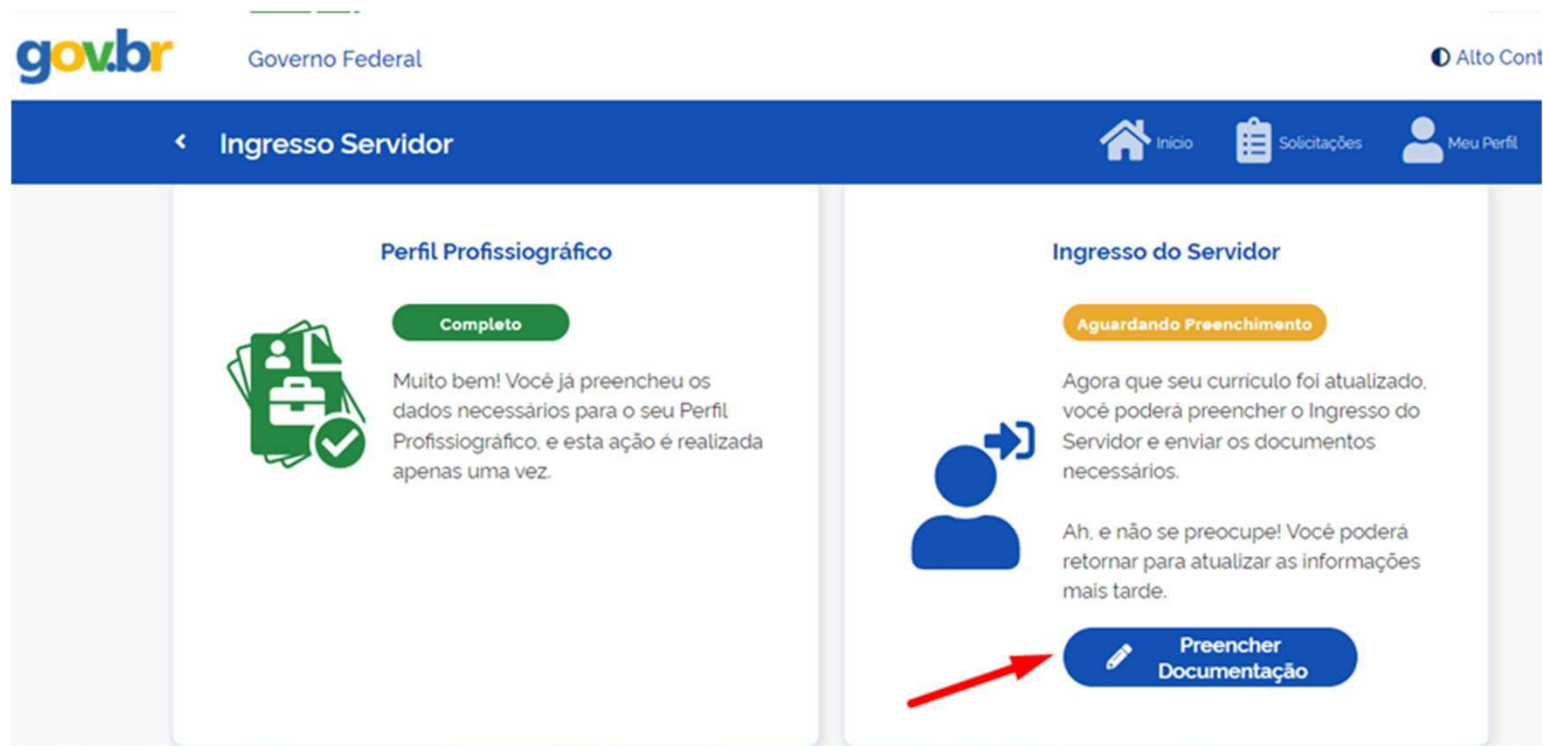 gov.br
Governo Federal
Alto Cont
Ingresso Servidor
Início
Solicitações
Meu Perfil
Perfil Profissiográfico
Completo
Muito bem! Você já preencheu os
dados necessários para o seu Perfil
Profissiográfico, e esta ação é realizada
apenas uma vez.
Ingresso do Servidor
Aguardando Preenchimento
Agora que seu currículo foi atualizado,
você poderá preencher o Ingresso do
Servidor e enviar os documentos
necessários.
Ah, e não se preocupe! Você poderá
retornar para atualizar as informações
mais tarde.
Preencher
Documentação